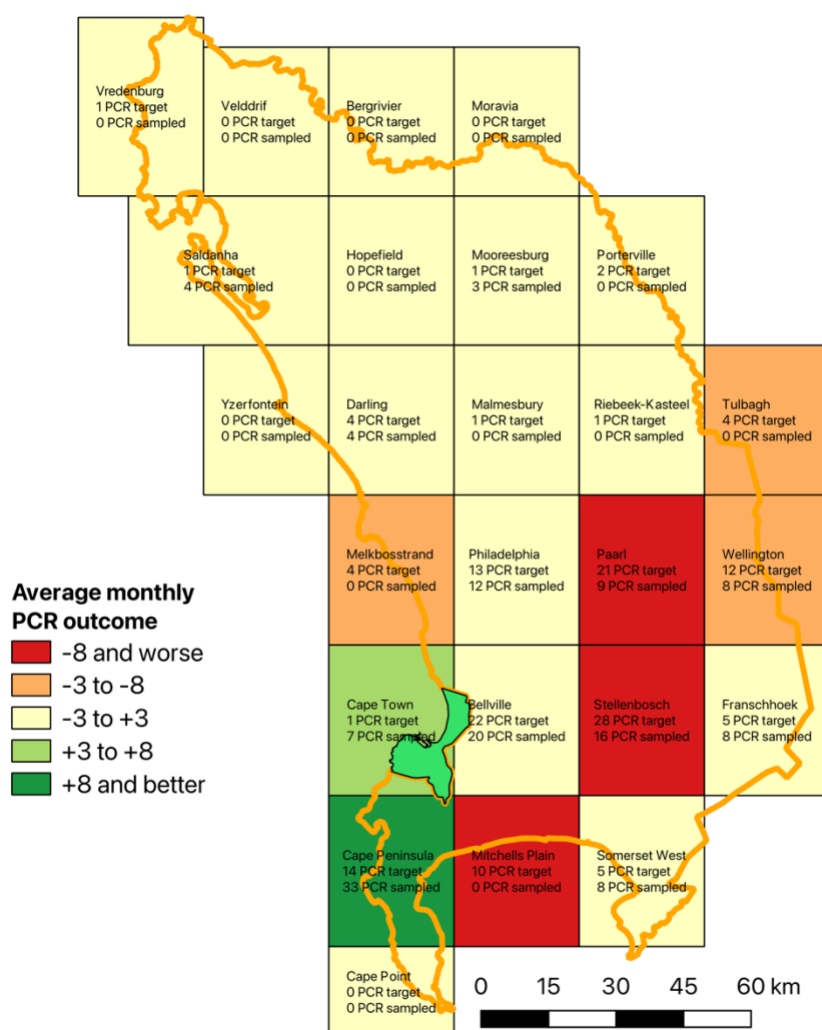 Vredenburg
1 PCR target
0 PCR sampled
Velddrif
0 PCR target
0 PCR sampled
Bergrivier
0 PCR target
0 PCR sampled
Moravia
0 PCR target
0 PCR sampled
Saldanha
1 PCR target
4 PCR sampled
Hopefield
0 PCR target
0 PCR sampled
Mooreesburg
1 PCR target
3 PCR sampled
Porterville
2 PCR target
0 PCR sampled
Yzerfontein
0 PCR target
0 PCR sampled
Darling
4 PCR target
4 PCR sampled
Malmesbury
1 PCR target
0 PCR sampled
Riebeek-Kasteel
1 PCR target
0 PCR sampled
Tulbagh
4 PCR target
0 PCR sampled
Melkbosstrand
4 PCR target
0 PCR sampled
Philadelphia
13 PCR target
12 PCR sampled
Paarl
21 PCR target
9 PCR sampled
Wellington
12 PCR target
8 PCR sampled
Average monthly
PCR outcome
-8 and worse
-3 to -8
-3 to +3
+3 to +8
+8 and better
Cape Town
1 PCR target
7 PCR sampled
Bellville
22 PCR target
20 PCR sampled
Stellenbosch
28 PCR target
16 PCR sampled
Franschhoek
5 PCR target
8 PCR sampled
Cape Peninsula
14 PCR target
33 PCR sampled
Mitchells Plain
10 PCR target
0 PCR sampled
Somerset West
5 PCR target
8 PCR sampled
Cape Point
0 PCR target
0 PCR sampled
0 15 30 45 60 km